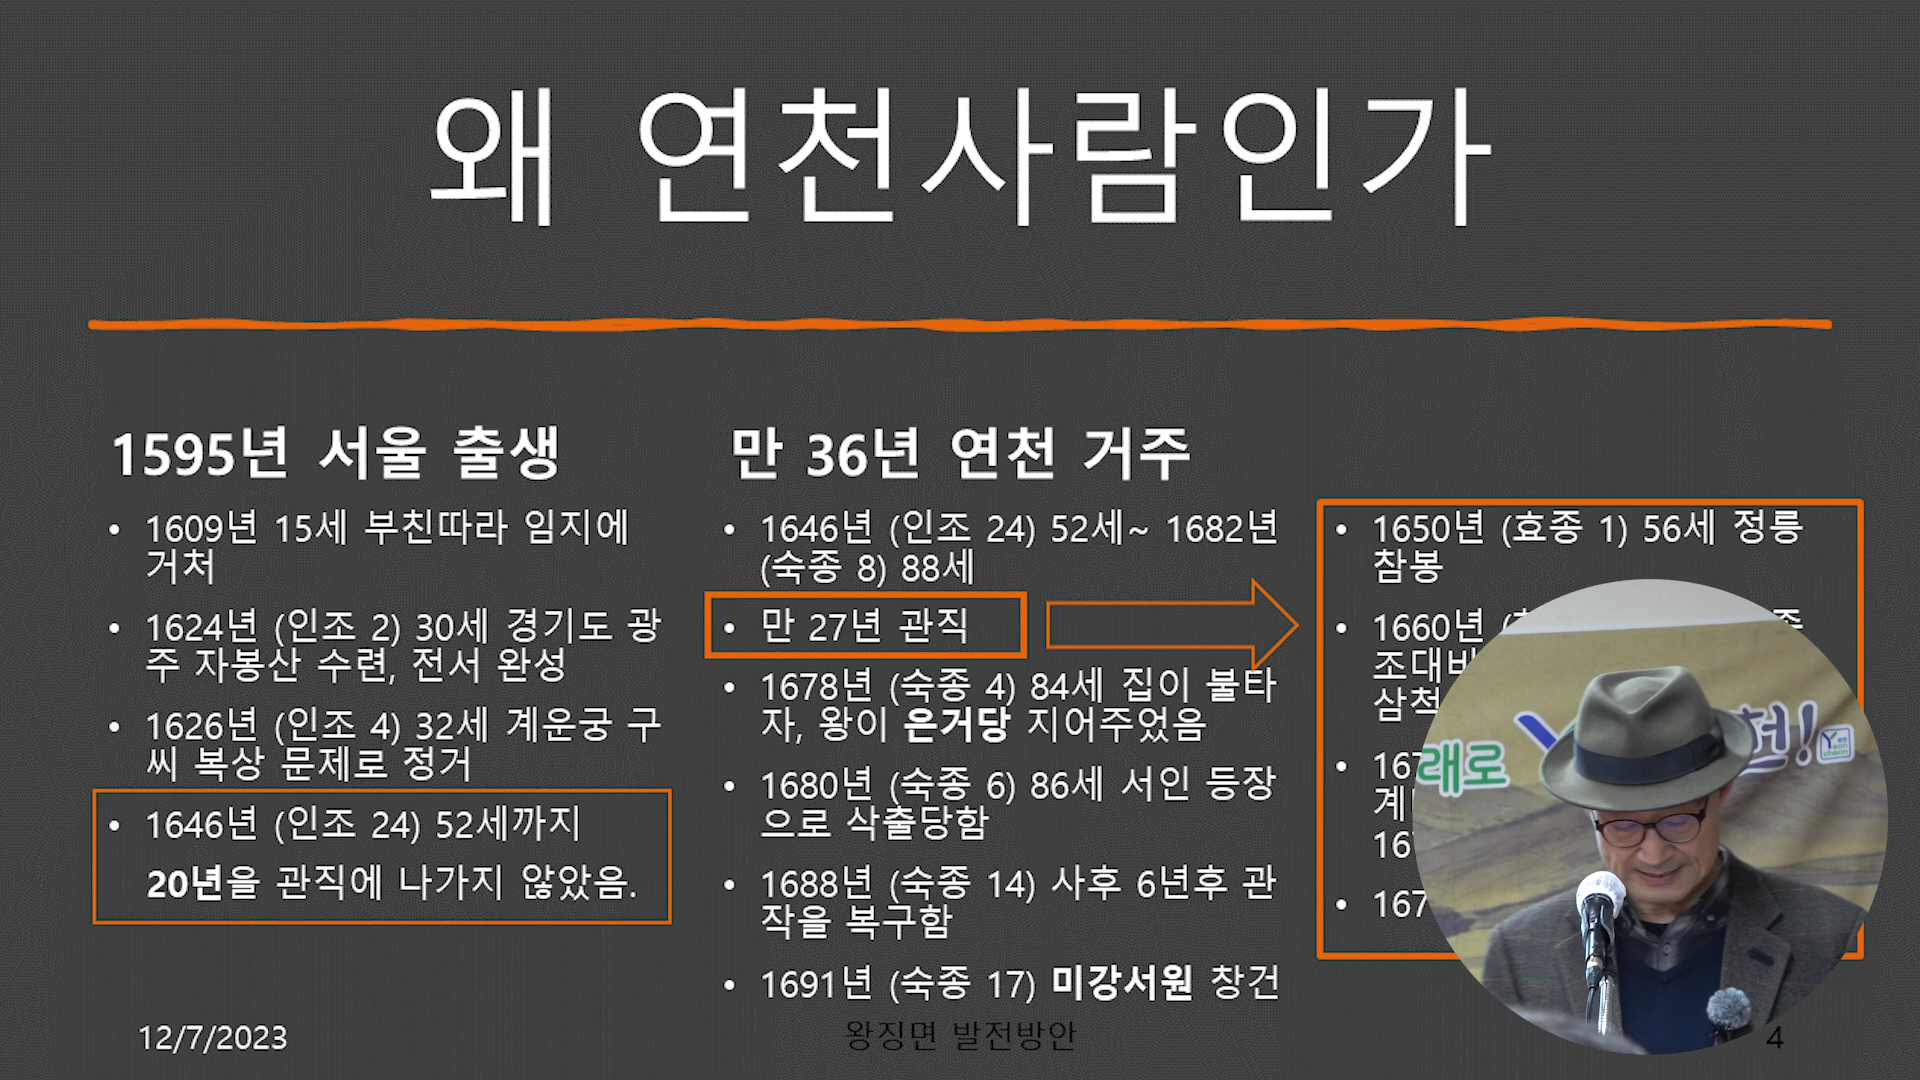 왜 연천사람인가
1595년 서울 출생
• 1609년 15세 부친따라 임지에
거처
• 1624년 (인조 2) 30세 경기도 광
주 자봉산 수련, 전서 완성
• 1626년 (인조 4) 32세 계운궁 구
씨 복상 문제로 정거
• 1646년 (인조 24) 52세까지
20년을 관직에 나가지 않았음.
만 36년 연천 거주
• 1646년 (인조 24) 52세~ 1682년
(숙종 8) 88세
• 만 27년 관직
• 1678년 (숙종 4) 84세 집이 불타
자, 왕이 은거당 지어주었음
• 1680년 (숙종 6) 86세 서인 등장
으로 삭출당함
• 1688년 (숙종 14) 사후 6년후 관
작을 복구함
• 1691년 (숙종 17) 미강서원 창건
• 1650년 (효종 1) 56세 정릉
참봉
• 1660년
조대비
삼척
래로
Yes Yeon cheon
12/7/2023
왕징면 발전방안
4